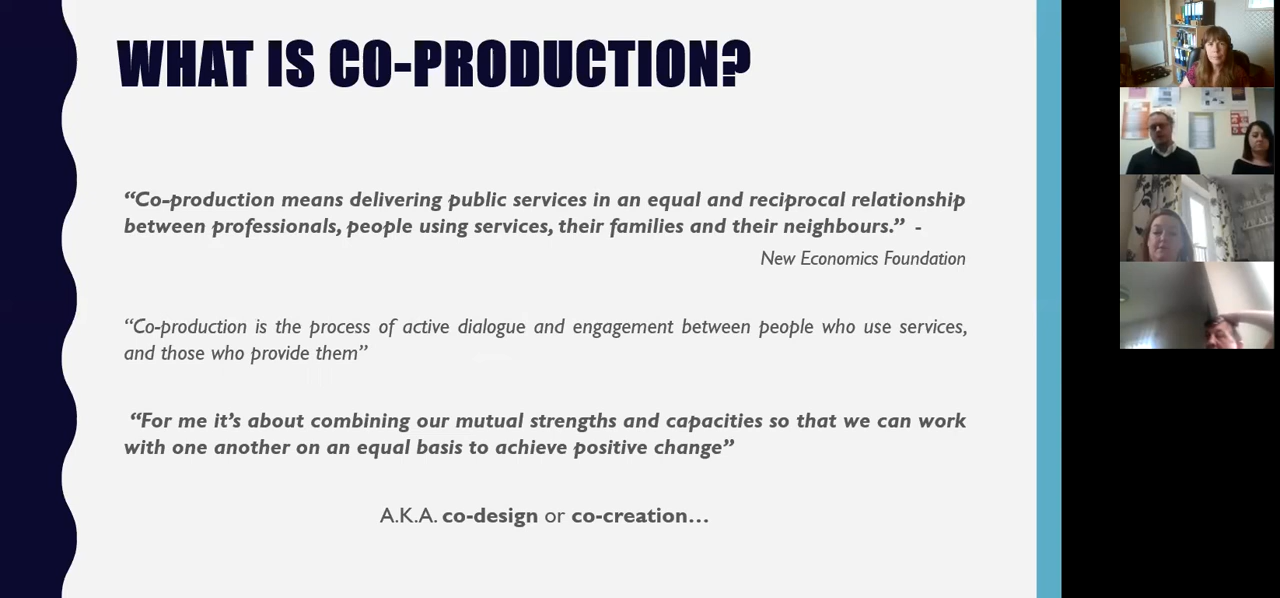 WHAT IS CO-PRODUCTION?
“Co-production means delivering public services in an equal and reciprocal relationship
between professionals, people using services, their families and their neighbours.” -
New Economics Foundation
“Co-production is the process of active dialogue and engagement between people who use services,
and those who provide them”
“For me it’s about combining our mutual strengths and capacities so that we can work
with one another on an equal basis to achieve positive change”
A.K.A. co-design or co-creation…